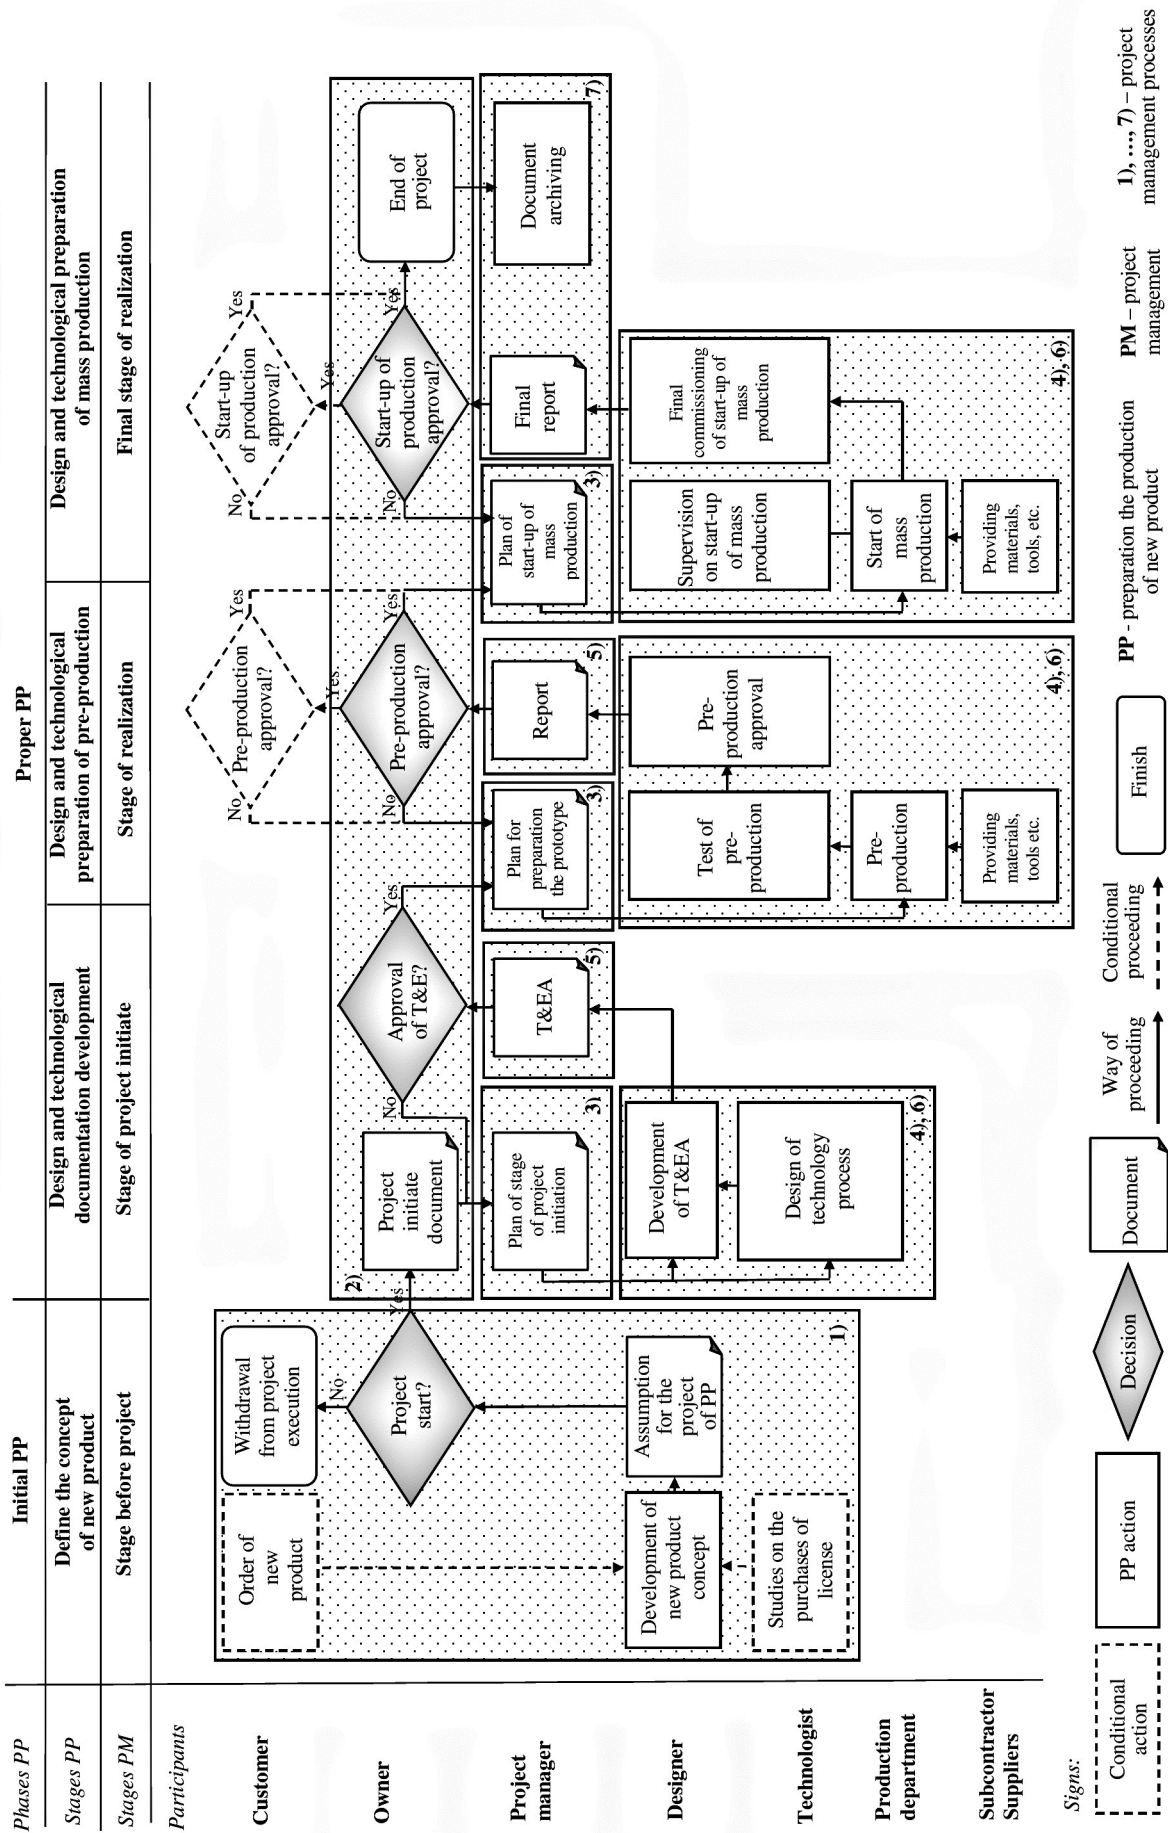 Phases PP
Initial PP
Proper PP
Stages PP
Define the concept
of new product
Design and technological
documentation development
Design and technological
preparation of pre-production
Design and technological preparation
of mass production
Stages PM
Stage before project
Stage of project initiate
Stage of realization
Final stage of realization
Participants
Customer
Owner
Project
manager
Designer
Technologist
Production
department
Subcontractor
Suppliers
Order of
new
product
Withdrawal
from project
execution
No
Project
start?
Yes
Development of
new product
concept
Assumption
for the
project
of PP
Studies on the
purchases of
license
1)
2)
Project
initiate
document
No
Approval
of T&E?
Yes
Plan of stage
of project
initiation
3)
T&EA
5)
Development
of T&EA
Design of
technology
process
4), 6)
No
Pre-production
approval?
Yes
Yes
No
Pre-production
approval?
Yes
Plan for
preparation
the prototype
3)
Report
5)
Test of
pre-
production
Pre-
production
approval
Pre-
production
Providing
materials,
tools etc.
4), 6)
No
Start-up
of production
approval?
Yes
Yes
No
Start-up of
production
approval?
Yes
End of
project
Plan of
start-up of
mass
production
3)
Final
report
Document
archiving
7)
Supervision
on start-up
of mass
production
Final
commissioning
of start-up of
mass
production
Start of
mass
production
Providing
materials,
tools, etc.
4), 6)
Signs:
Conditional
action
PP action
Decision
Document
Way of
proceeding
Conditional
proceeding
Finish
PP - preparation the production
of new product
PM – project
management
1), …, 7) – project
management processes